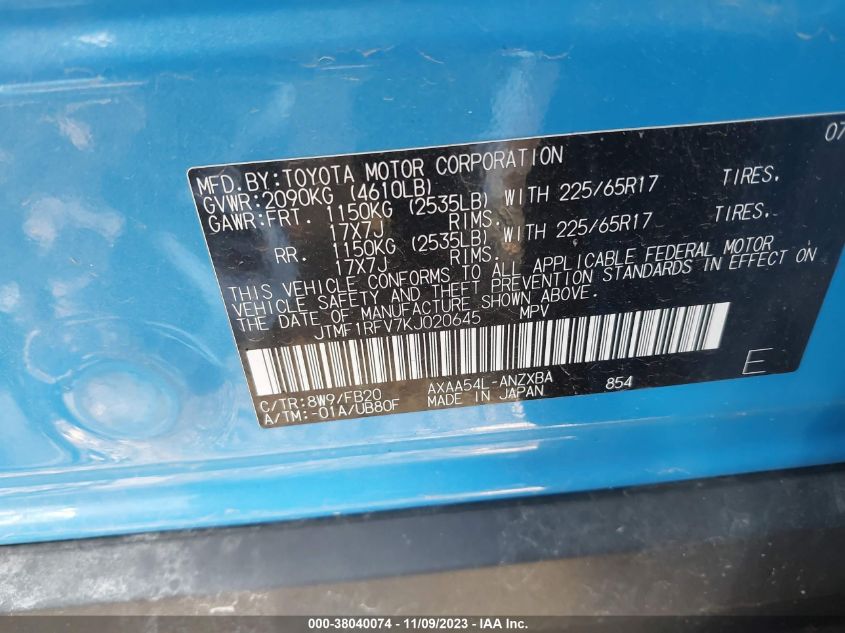 07
MFD. BY:TOYOTA MOTOR CORPORATION
GVWR:2090KG (4610LB)
GAWR:FRT. 1150KG (2535LB) WITH 225/65R17 TIRES.
17X7J RIMS.
RR. 1150KG (2535LB) WITH 225/65R17 TIRES.
17X7J RIMS.
THIS VEHICLE CONFORMS TO ALL APPLICABLE FEDERAL MOTOR
VEHICLE SAFETY AND THEFT PREVENTION STANDARDS IN EFFECT ON
THE DATE OF MANUFACTURE SHOWN ABOVE.
JTMF1RFV7KJ020645 MPV
C/TR:8W9/FB20 AXAA54L-ANZXBA 854 E
A/TM:-01A/UB80F MADE IN JAPAN
000-38040074 - 11/09/2023 - IAA Inc.